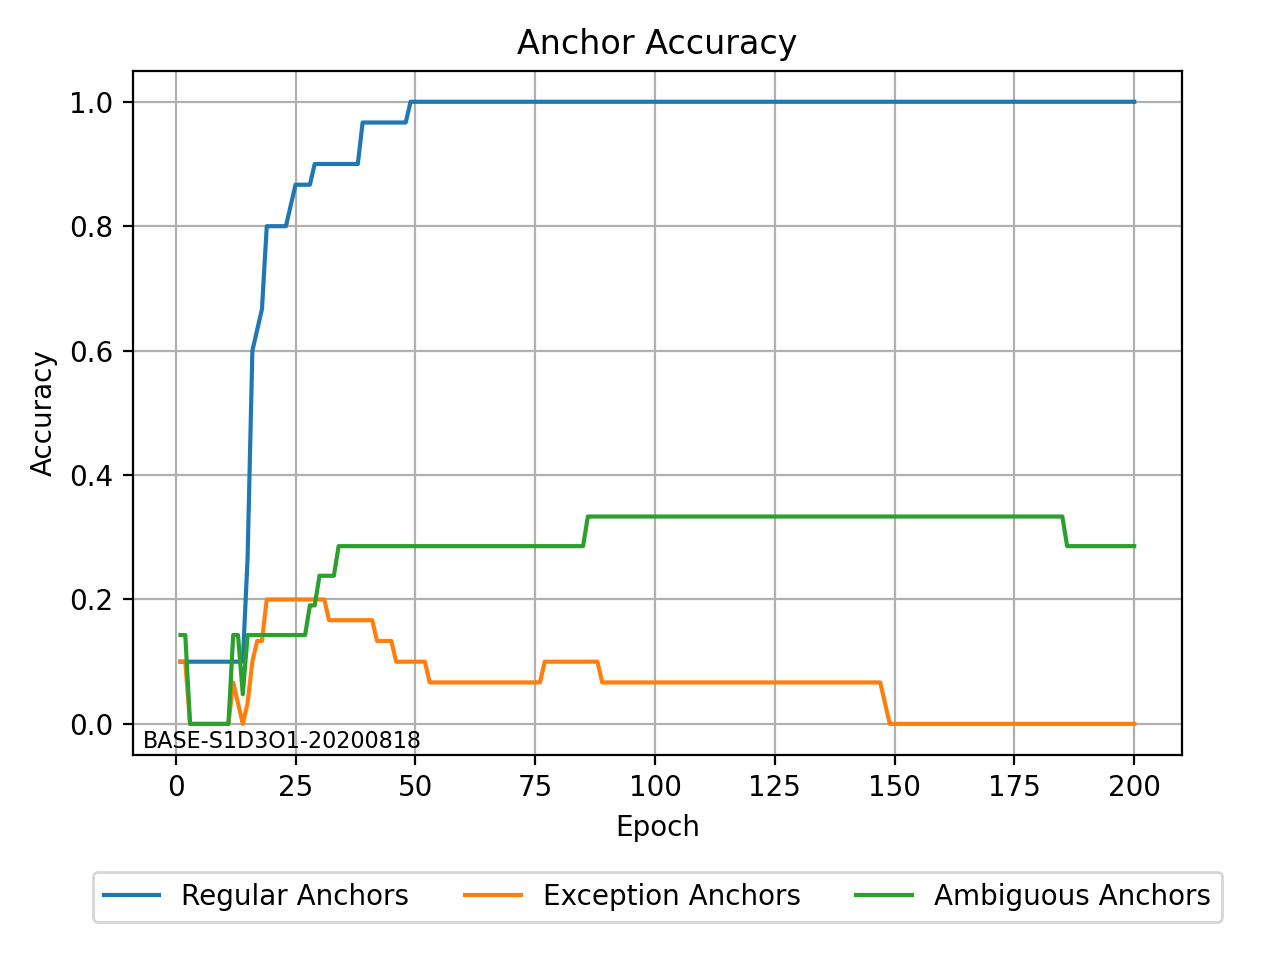 Anchor Accuracy
Accuracy
1.0
0.8
0.6
0.4
0.2
0.0
BASE-S1D3O1-20200818
0 25 50 75 100 125 150 175 200
Epoch
Regular Anchors Exception Anchors Ambiguous Anchors